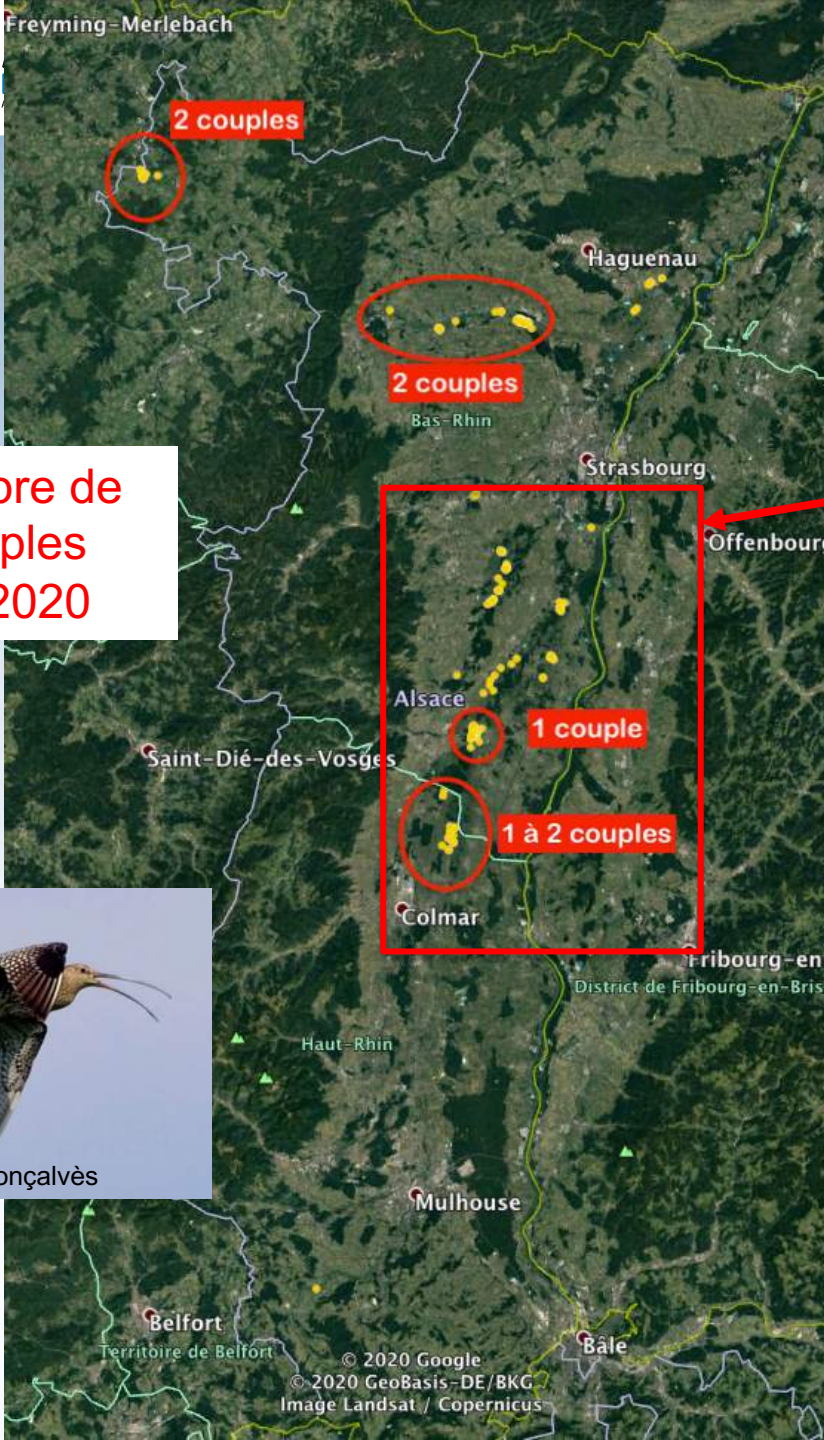 Freyming-Merlebach
2 couples
Haguenau
2 couples
Bas-Rhin
Strasbourg
bre de
ples
2020
Offenbourg
Alsace
1 couple
Saint-Dié-des-Vosges
1 à 2 couples
Colmar
Fribourg-en
District de Fribourg-en-Bris
Haut-Rhin
onçalvès
Mulhouse
Belfort
Territoire de Belfort
Bâle
© 2020 Google
© 2020 GeoBasis-DE/BKG
Image Landsat / Copernicus